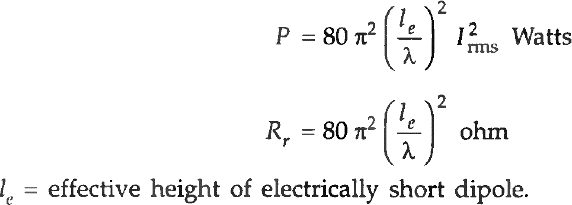 P = 80 π² (l_e / λ)² I²_rms Watts
R_r = 80 π² (l_e / λ)² ohm
l_e = effective height of electrically short dipole.